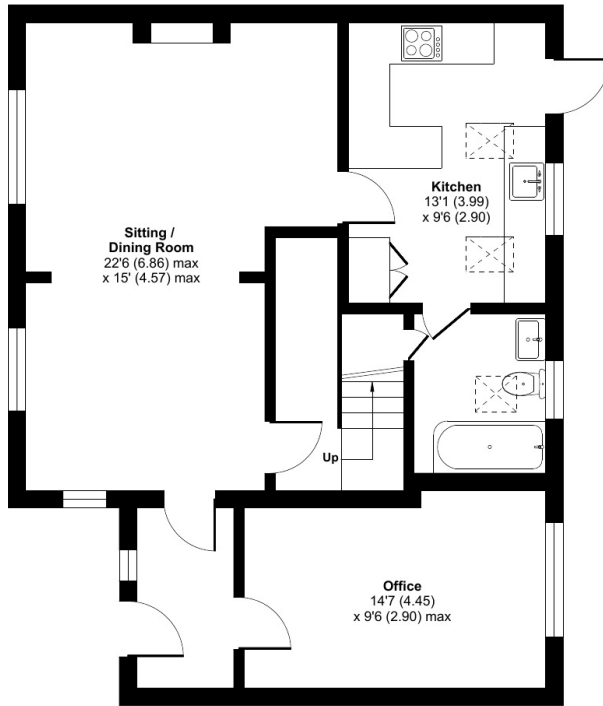 Kitchen
13'1 (3.99)
x 9'6 (2.90)
Sitting /
Dining Room
22'6 (6.86) max
x 15' (4.57) max
Up
Office
14'7 (4.45)
x 9'6 (2.90) max